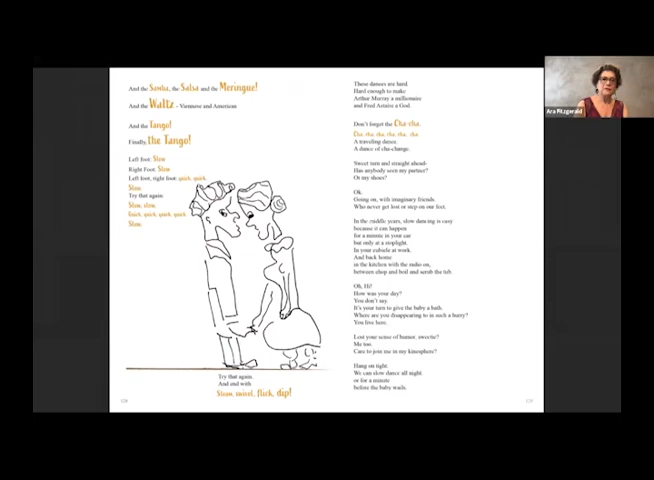 And the Samba, the Salsa and the Meringue!
And the Waltz - Viennese and American
And the Tango!
Finally, the Tango!
Left foot: Slow
Right Foot: Slow
Left foot, right foot: quick, quick.
Slow.
Try that again.
Slow, slow.
Quick, quick, quick, quick.
Slow.
Try that again.
And end with
swivel, flick, dip!
124
These dances are hard.
Hard enough to make
Arthur Murray a millionaire
and Fred Astaire a God.
Don't forget the Cha-cha.
Cha, cha, cha, cha, cha, cha
A traveling dance.
A dance of cha-change.
Sweet turn and straight ahead-
Has anybody seen my partner?
Or my shoes?
Ok.
Going on, with imaginary friends,
Who never get lost or step on our feet.
In the middle years, slow dancing is easy
because it can happen
for a minute in your car
but only at a stoplight.
In your cubicle at work.
And back home
in the kitchen with the radio on,
between chop and boil and scrub the tub.
Oh, Hi!
How was your day?
You don't say
It's your turn to give the baby a bath.
Where are you disappearing to in such a hurry?
You live here.
Lost your sense of humor, sweetie?
Me too.
Care to join me in my kinesphere?
Hang on tight.
We can slow dance all night
or for a minute
before the baby wails.
125
Ara Fitzgerald